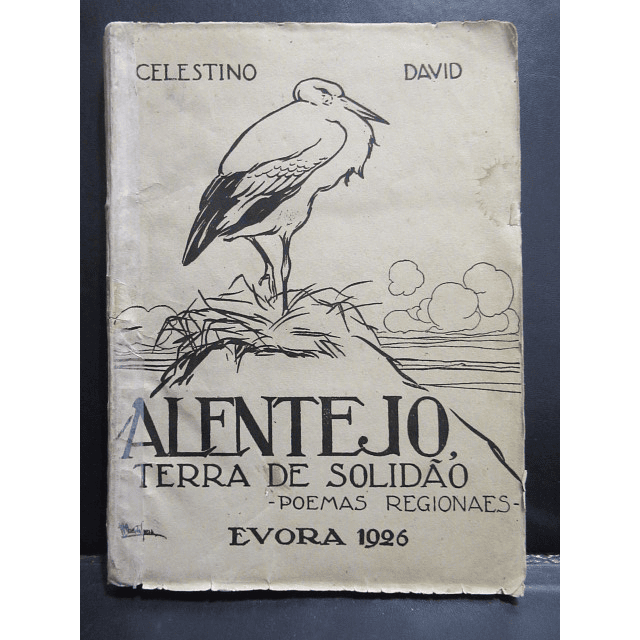 CELESTINO DAVID
ALENTEJO,
TERRA DE SOLIDÃO
-POEMAS REGIONAES-
EVORA 1926